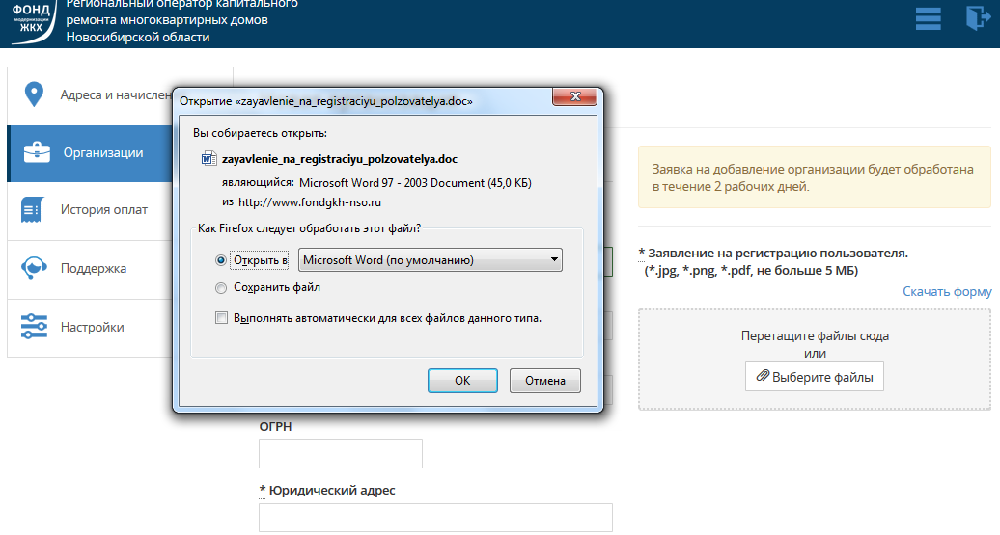 ФОНД
модернизации
ЖКХ
Региональный оператор капитального
ремонта многоквартирных домов
Новосибирской области
Адреса и начислен
Организации
История оплат
Поддержка
Настройки
Открытие «zayavlenie_na_registraciyu_polzovatelya.doc»
Вы собираетесь открыть:
zayavlenie_na_registraciyu_polzovatelya.doc
являющийся: Microsoft Word 97 - 2003 Document (45,0 КБ)
из http://www.fondgkh-nso.ru
Как Firefox следует обработать этот файл?
Открыть в Microsoft Word (по умолчанию)
Сохранить файл
Выполнять автоматически для всех файлов данного типа.
ОК Отмена
ОГРН
* Юридический адрес
Заявка на добавление организации будет обработана
в течение 2 рабочих дней.
* Заявление на регистрацию пользователя.
(*.jpg, *.png, *.pdf, не больше 5 МБ)
Скачать форму
Перетащите файлы сюда
или
Выберите файлы